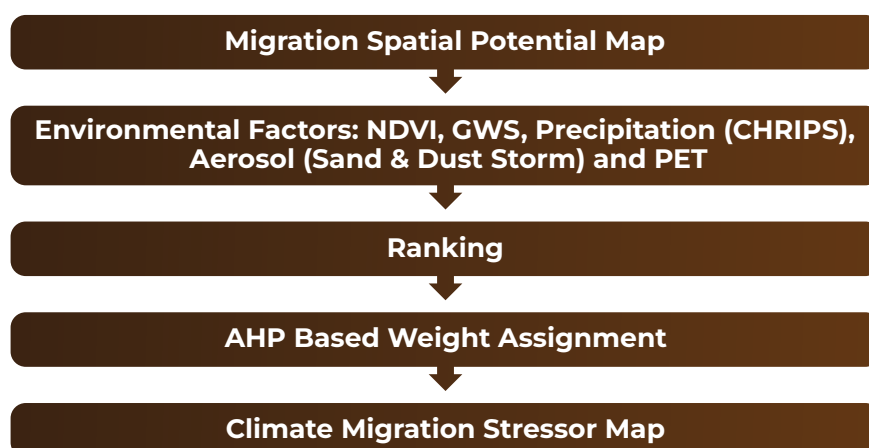 Migration Spatial Potential Map
Environmental Factors: NDVI, GWS, Precipitation (CHRIPS),
Aerosol (Sand & Dust Storm) and PET
Ranking
AHP Based Weight Assignment
Climate Migration Stressor Map